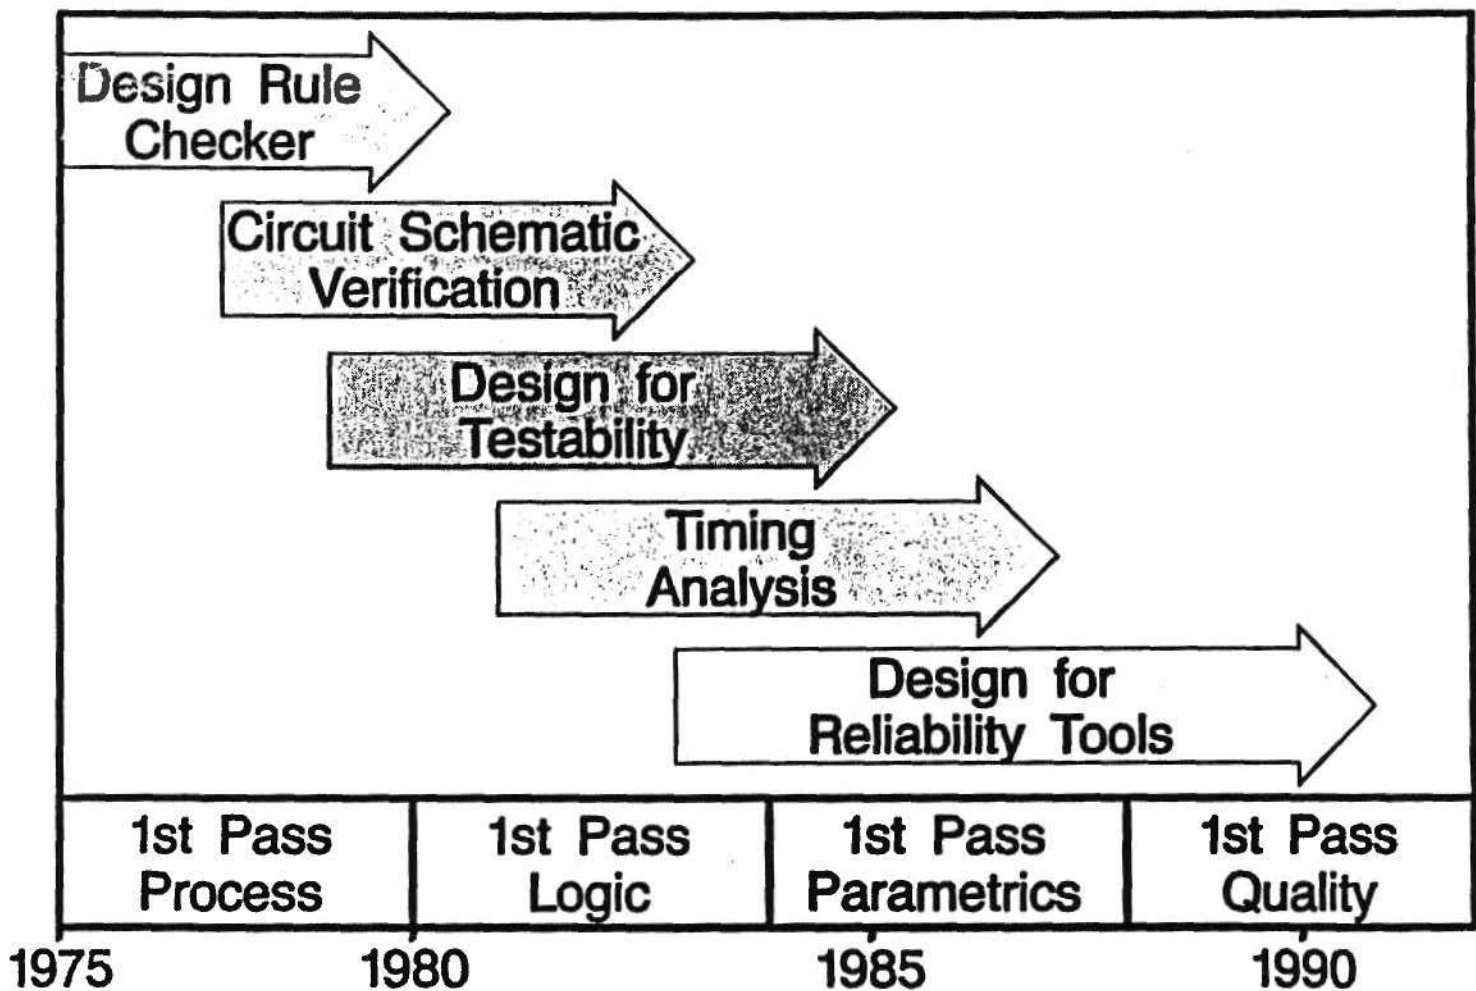 Design Rule
Checker
Circuit Schematic
Verification
Design for
Testability
Timing
Analysis
Design for
Reliability Tools
1st Pass
Process
1st Pass
Logic
1st Pass
Parametrics
1st Pass
Quality
1975
1980
1985
1990